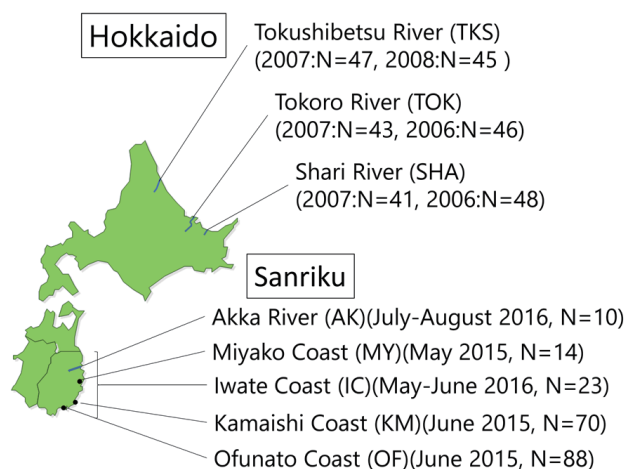 Hokkaido
Tokushibetsu River (TKS)
(2007:N=47, 2008:N=45 )
Tokoro River (TOK)
(2007:N=43, 2006:N=46)
Shari River (SHA)
(2007:N=41, 2006:N=48)
Sanriku
Akka River (AK)(July-August 2016, N=10)
Miyako Coast (MY)(May 2015, N=14)
Iwate Coast (IC)(May-June 2016, N=23)
Kamaishi Coast (KM)(June 2015, N=70)
Ofunato Coast (OF)(June 2015, N=88)